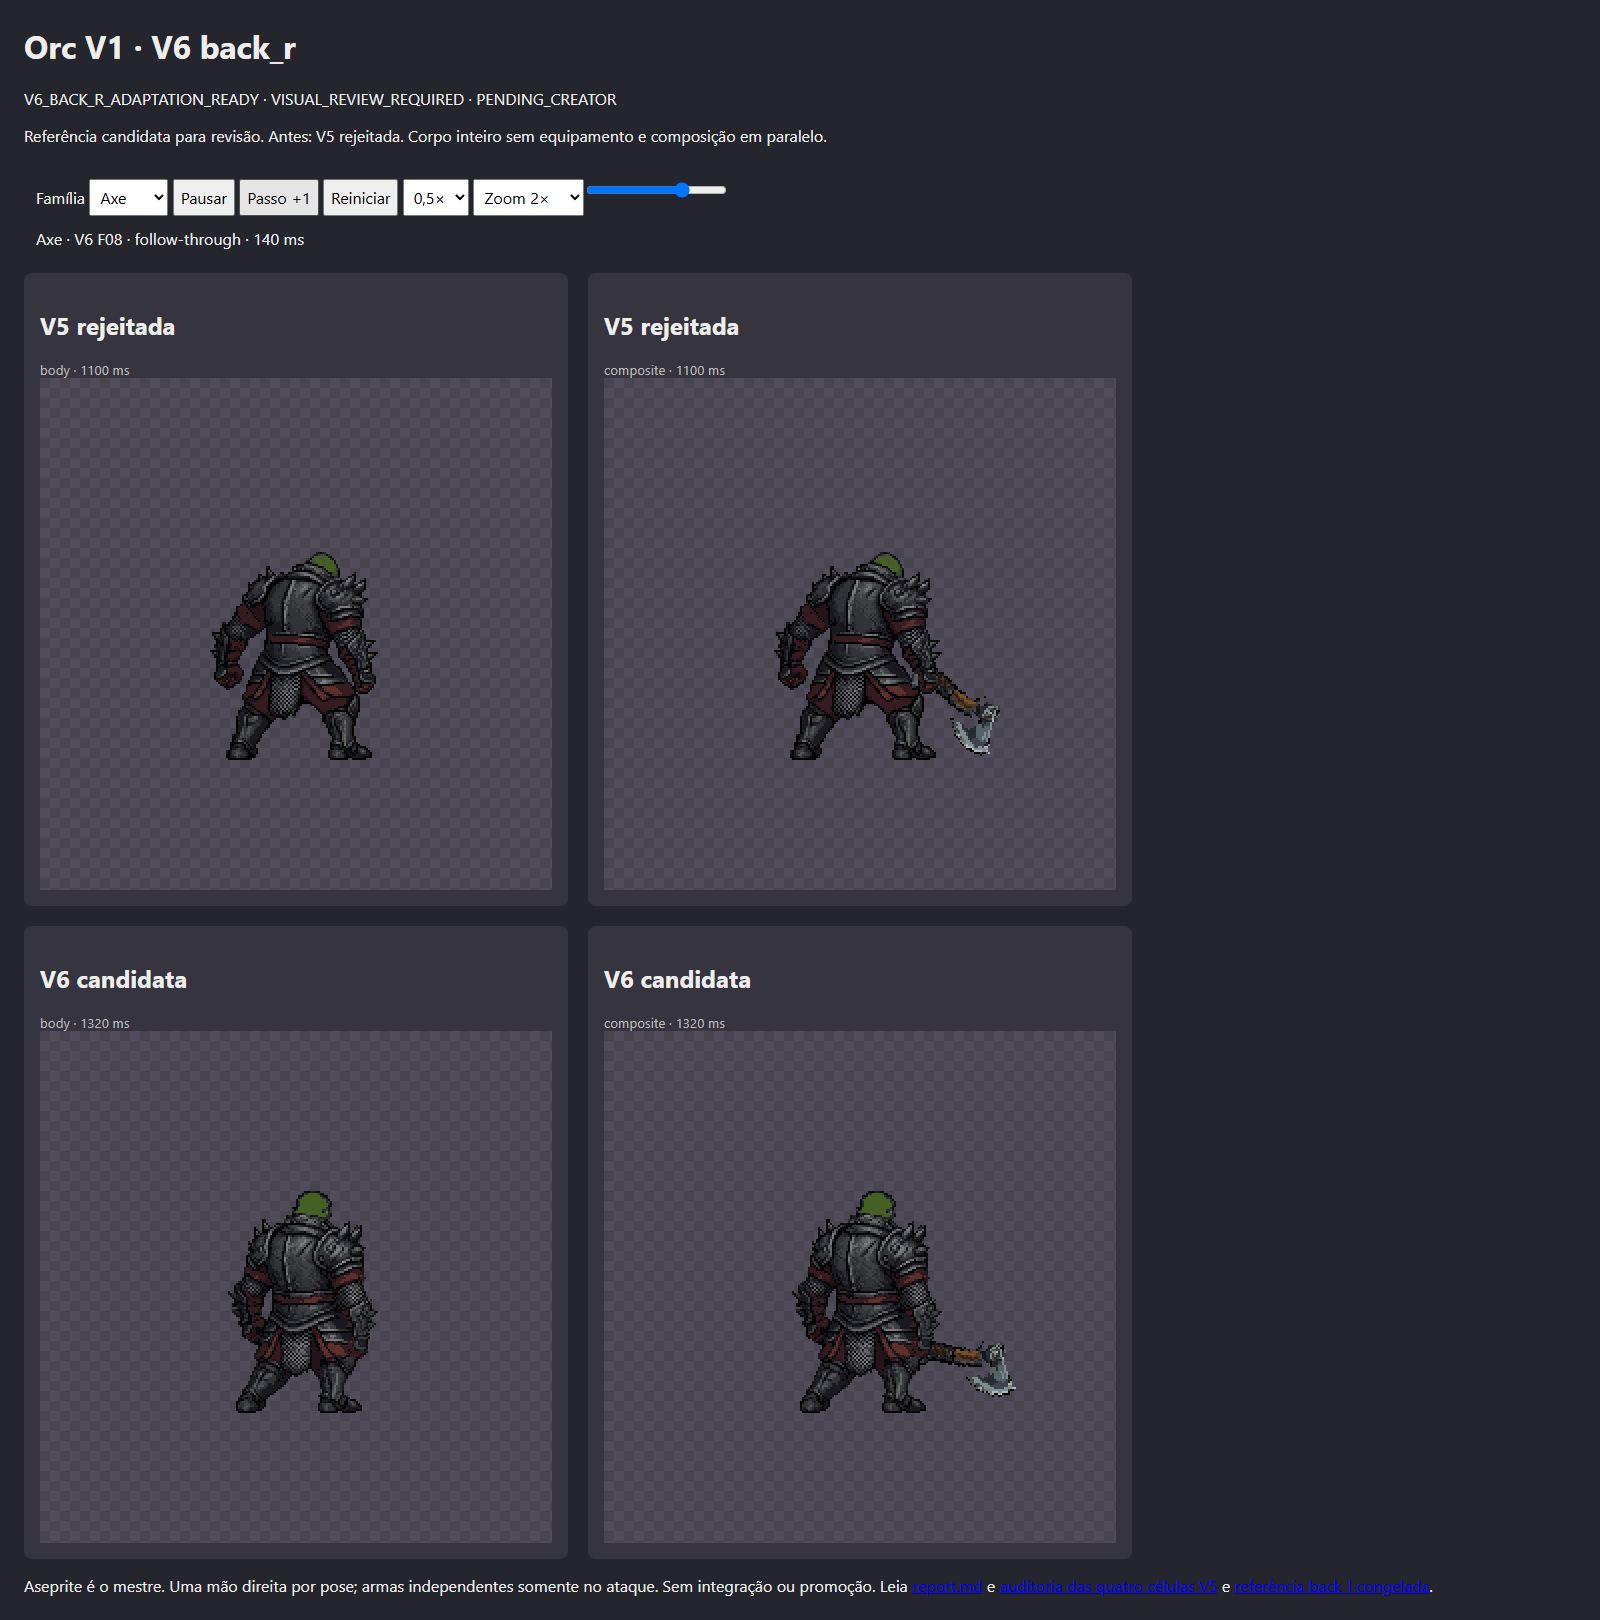 Orc V1 · V6 back_r
V6_BACK_R_ADAPTATION_READY · VISUAL_REVIEW_REQUIRED · PENDING_CREATOR
Referência candidata para revisão. Antes: V5 rejeitada. Corpo inteiro sem equipamento e composição em paralelo.
Família Axe Pausar Passo +1 Reiniciar 0,5× Zoom 2×
Axe · V6 F08 · follow-through · 140 ms
V5 rejeitada
body · 1100 ms
V5 rejeitada
composite · 1100 ms
V6 candidata
body · 1320 ms
V6 candidata
composite · 1320 ms
Aseprite é o mestre. Uma mão direita por pose; armas independentes somente no ataque. Sem integração ou promoção. Leia report.md e auditoria das quatro células V5 e referência back_l congelada.